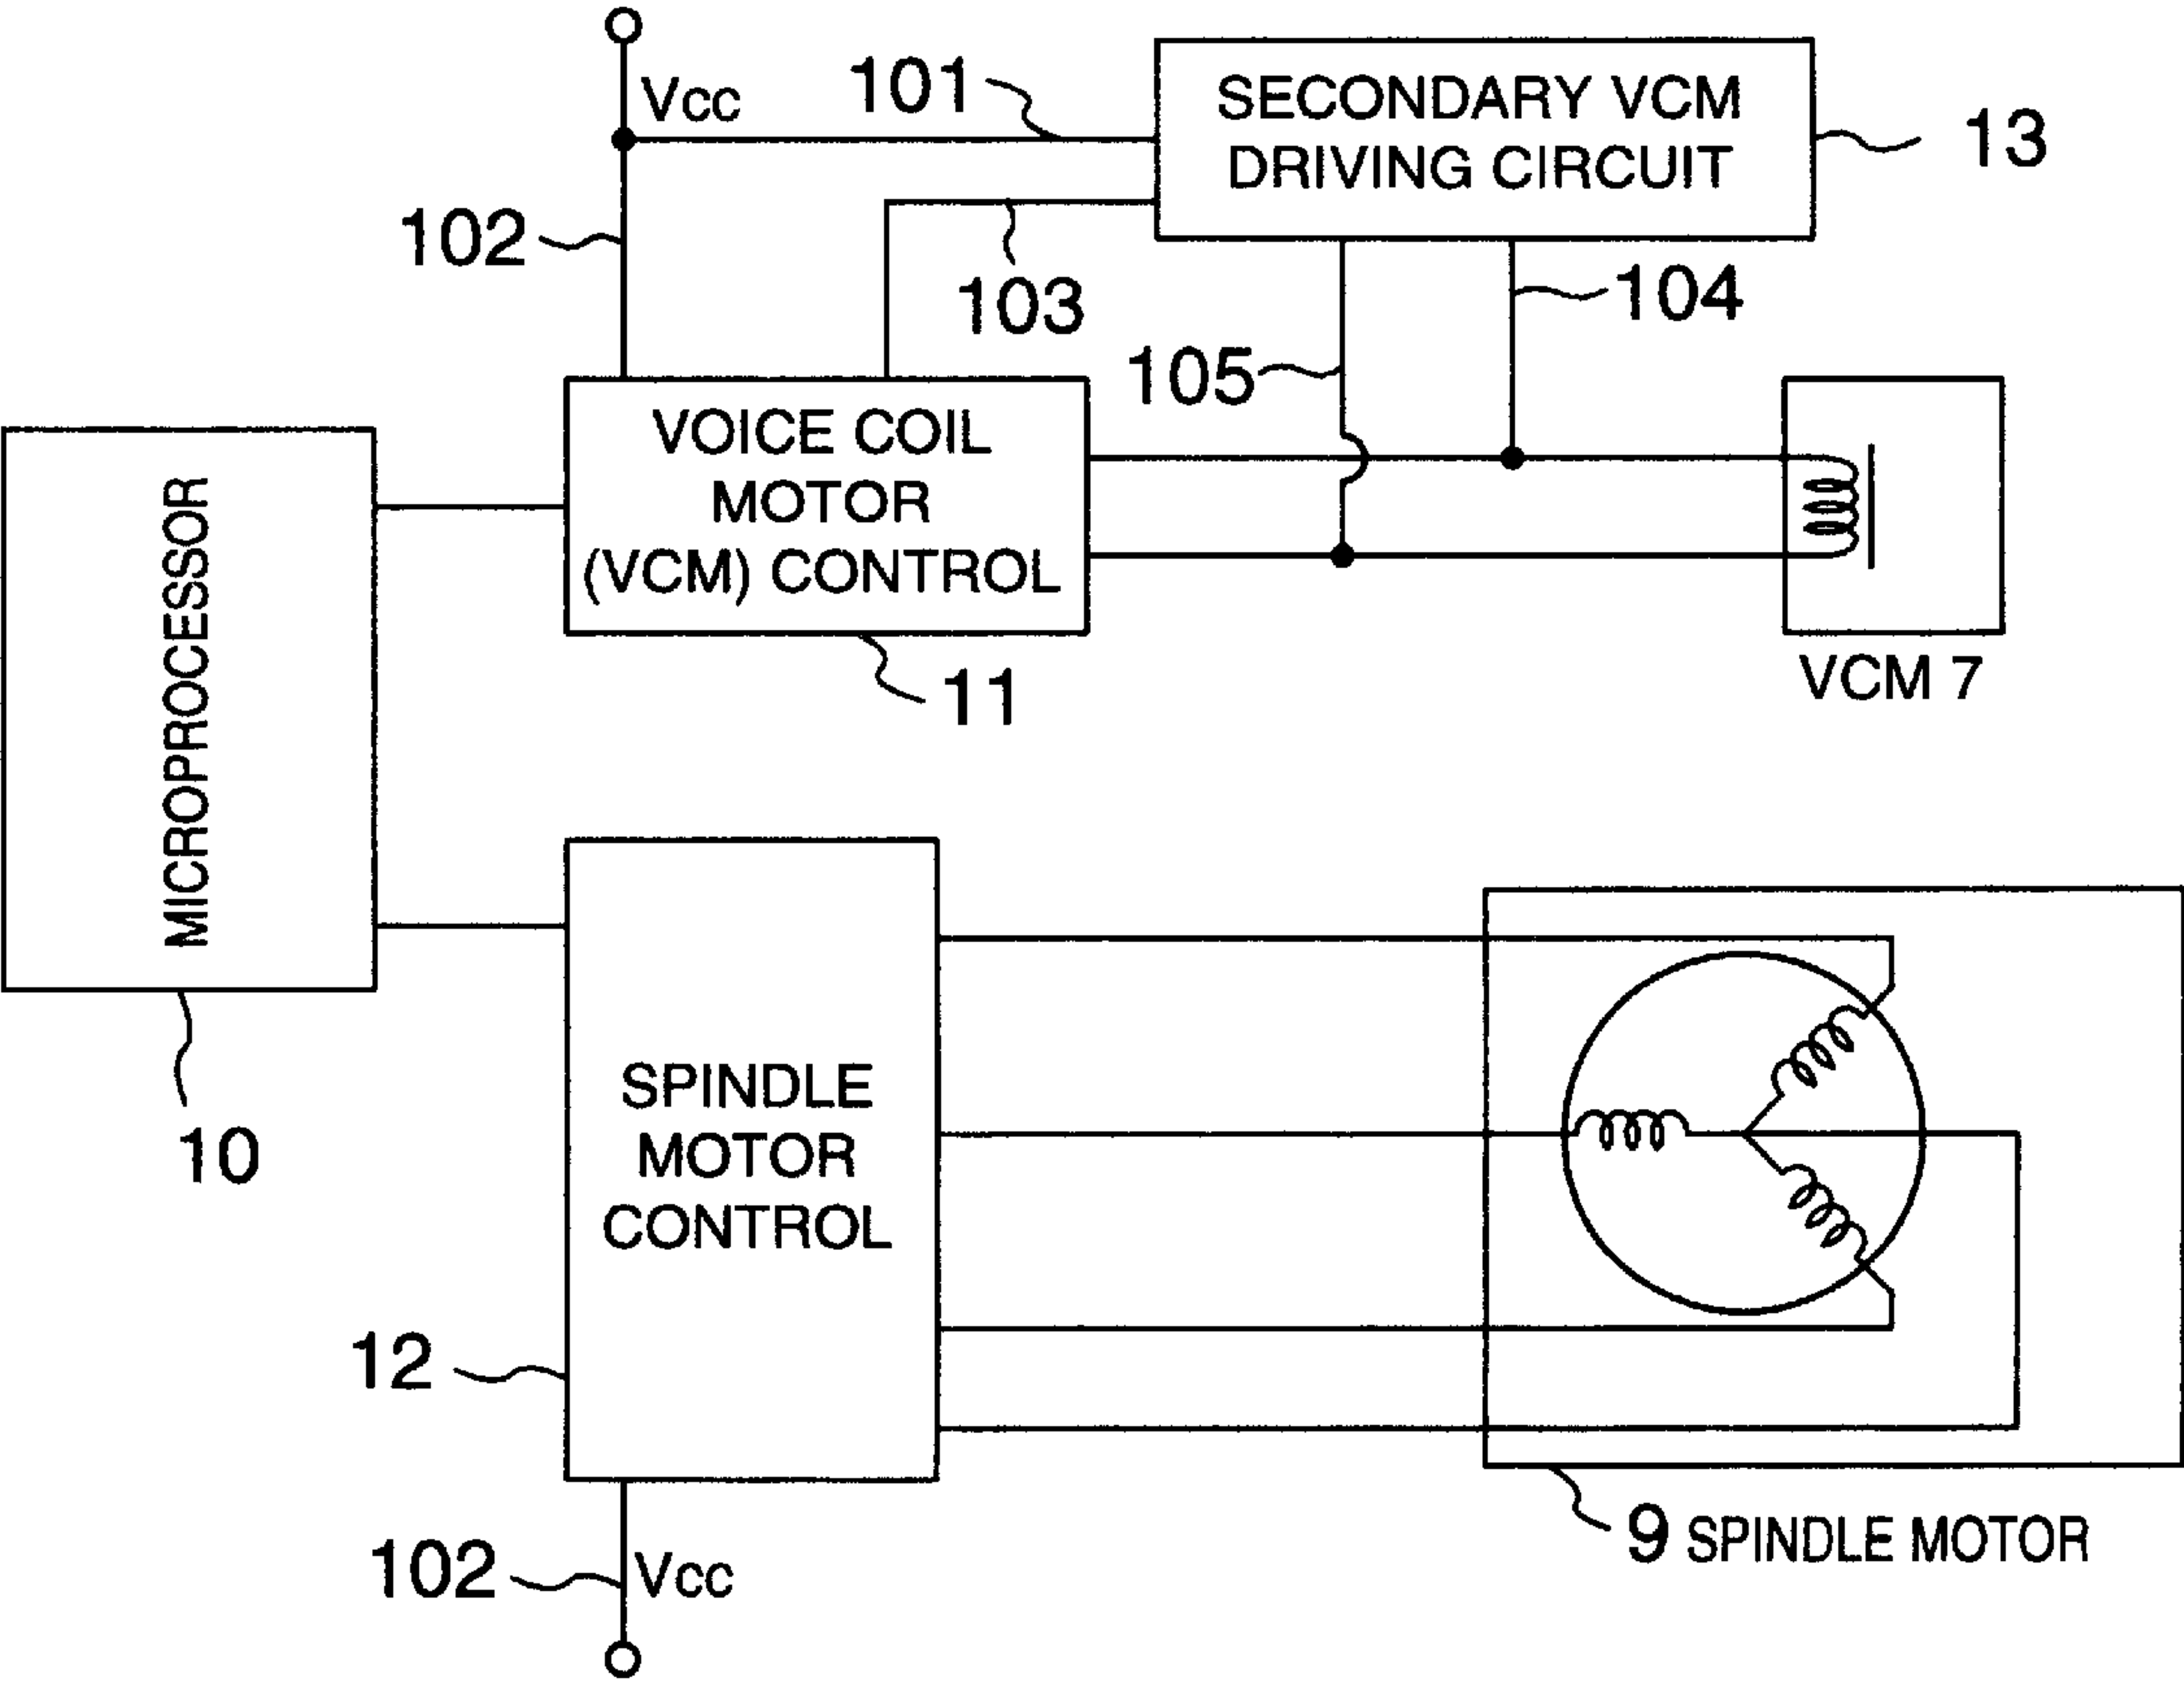 Vcc
101
SECONDARY VCM
DRIVING CIRCUIT
13
102
103
104
105
VOICE COIL
MOTOR
(VCM) CONTROL
11
VCM 7
MICROPROCESSOR
10
SPINDLE
MOTOR
CONTROL
12
9 SPINDLE MOTOR
102
Vcc